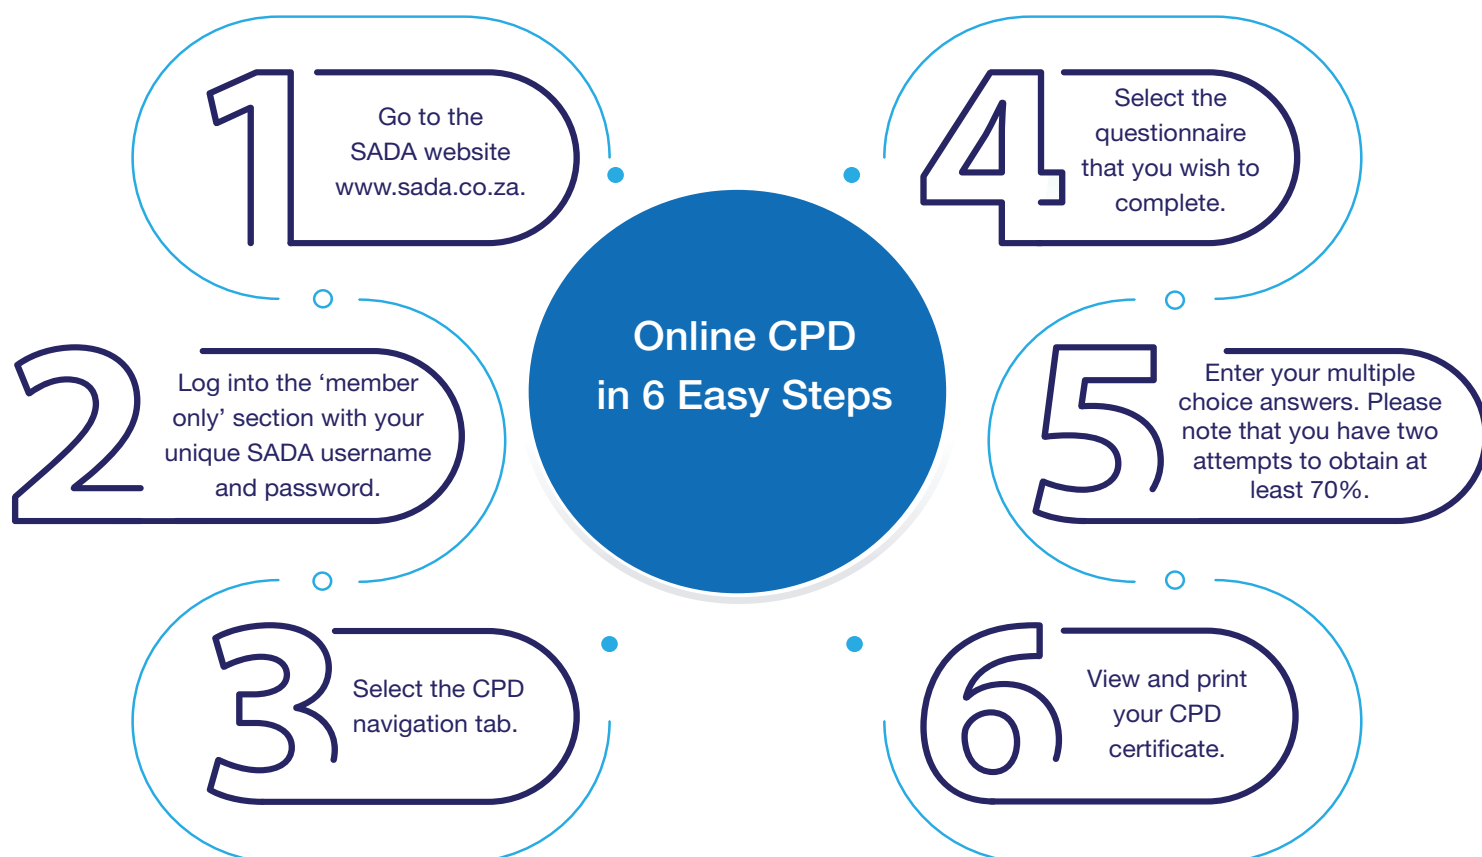 Online CPD
in 6 Easy Steps
1
Go to the
SADA website
www.sada.co.za.
2
Log into the ‘member
only’ section with your
unique SADA username
and password.
3
Select the CPD
navigation tab.
4
Select the
questionnaire
that you wish to
complete.
5
Enter your multiple
choice answers. Please
note that you have two
attempts to obtain at
least 70%.
6
View and print
your CPD
certificate.